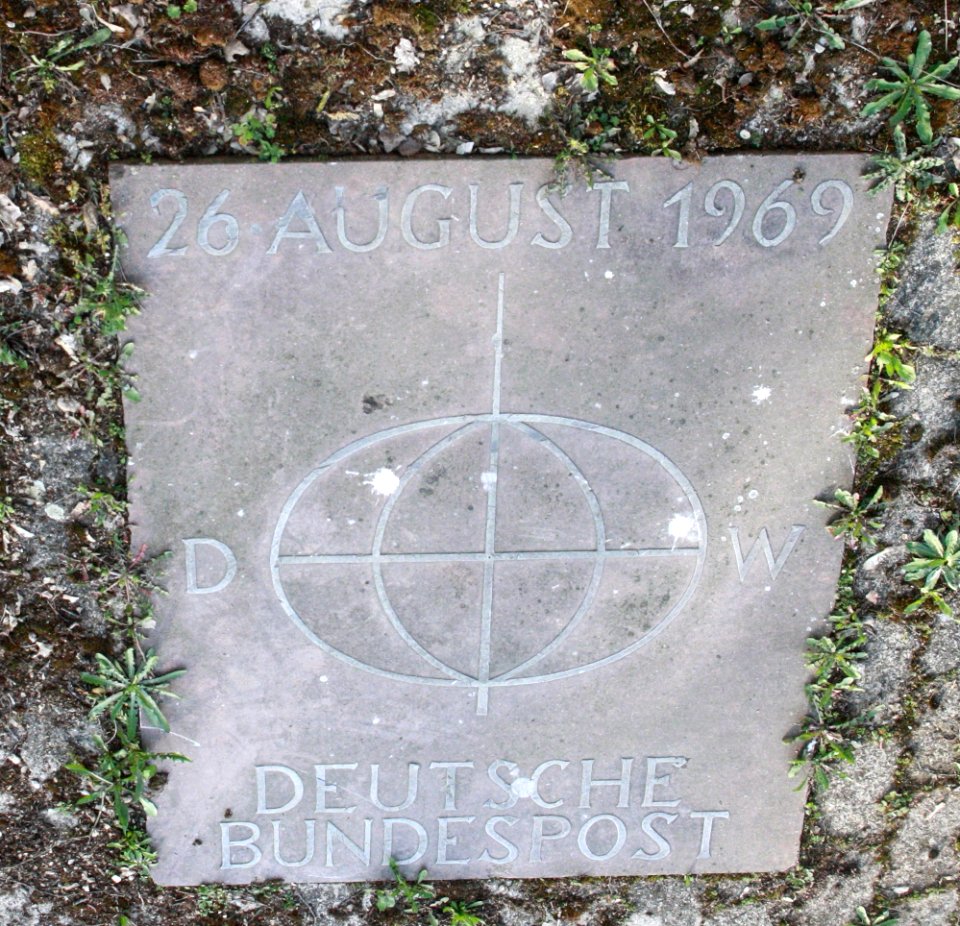 26 AUGUST 1969
D W
DEUTSCHE
BUNDESPOST